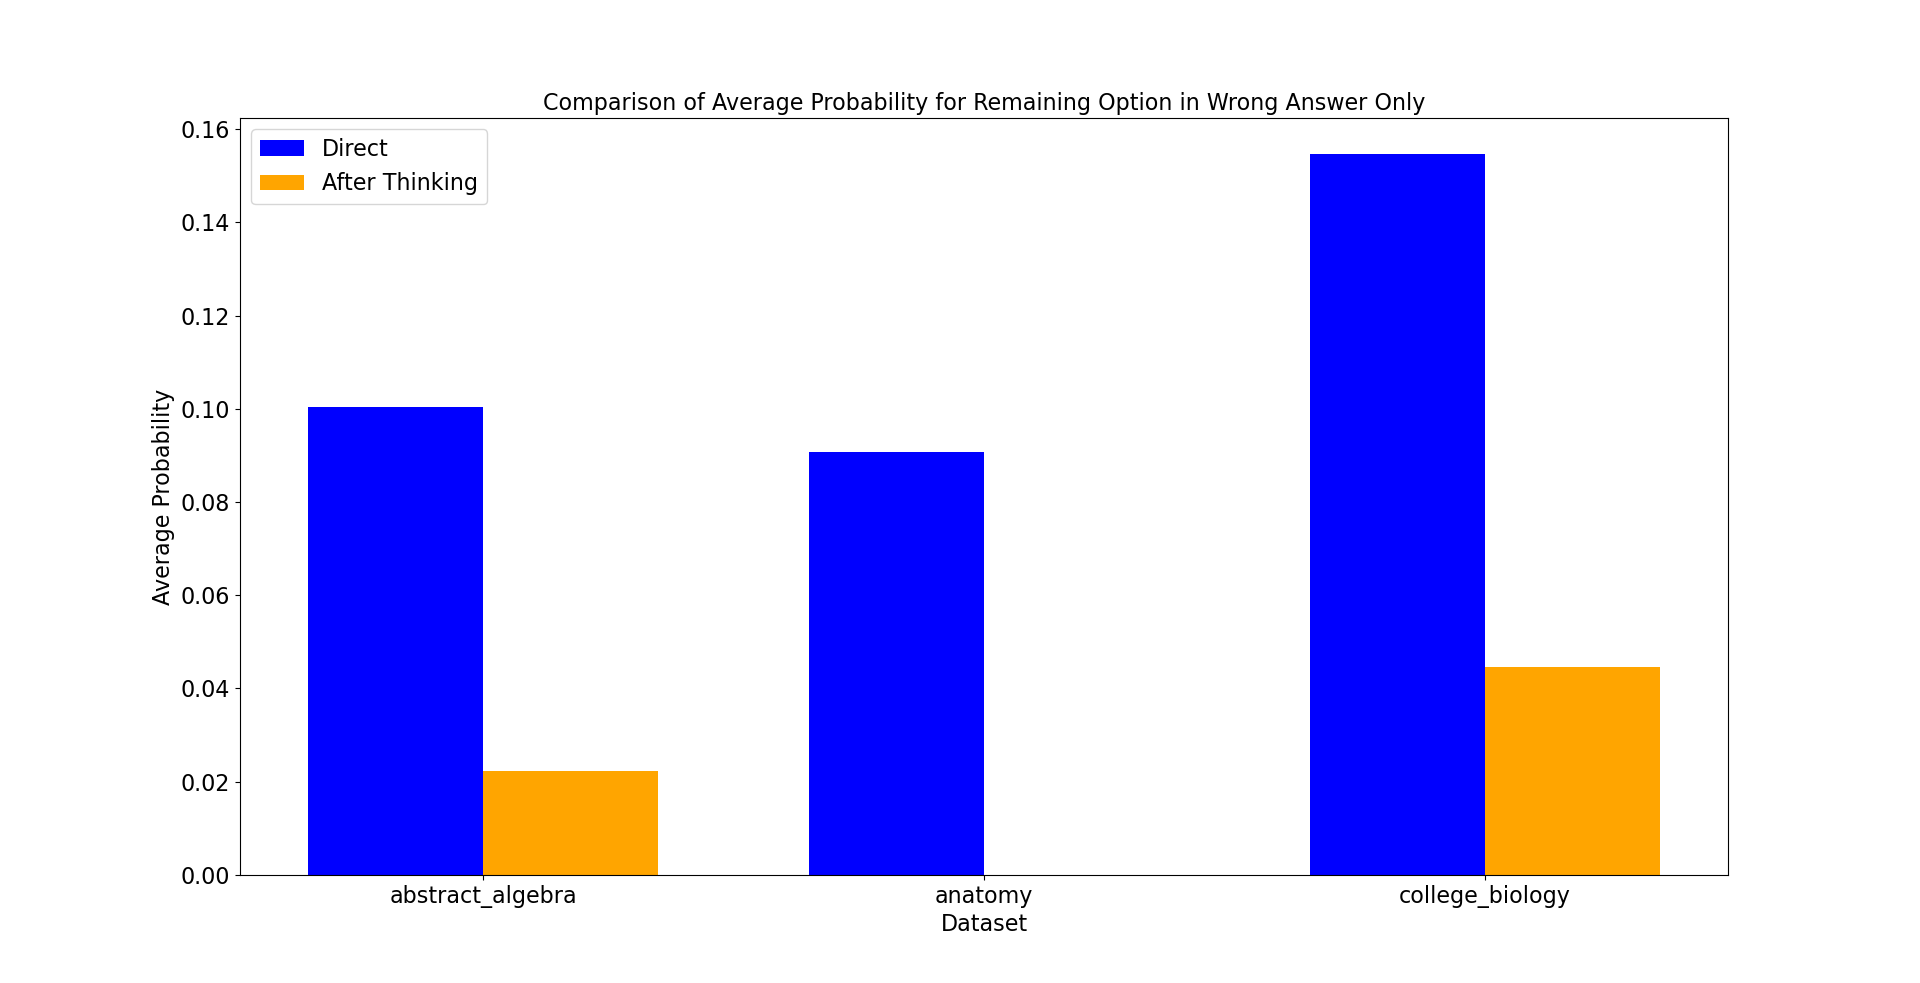 Comparison of Average Probability for Remaining Option in Wrong Answer Only
Direct
After Thinking
Average Probability
0.16
0.14
0.12
0.10
0.08
0.06
0.04
0.02
0.00
abstract_algebra
anatomy
college_biology
Dataset